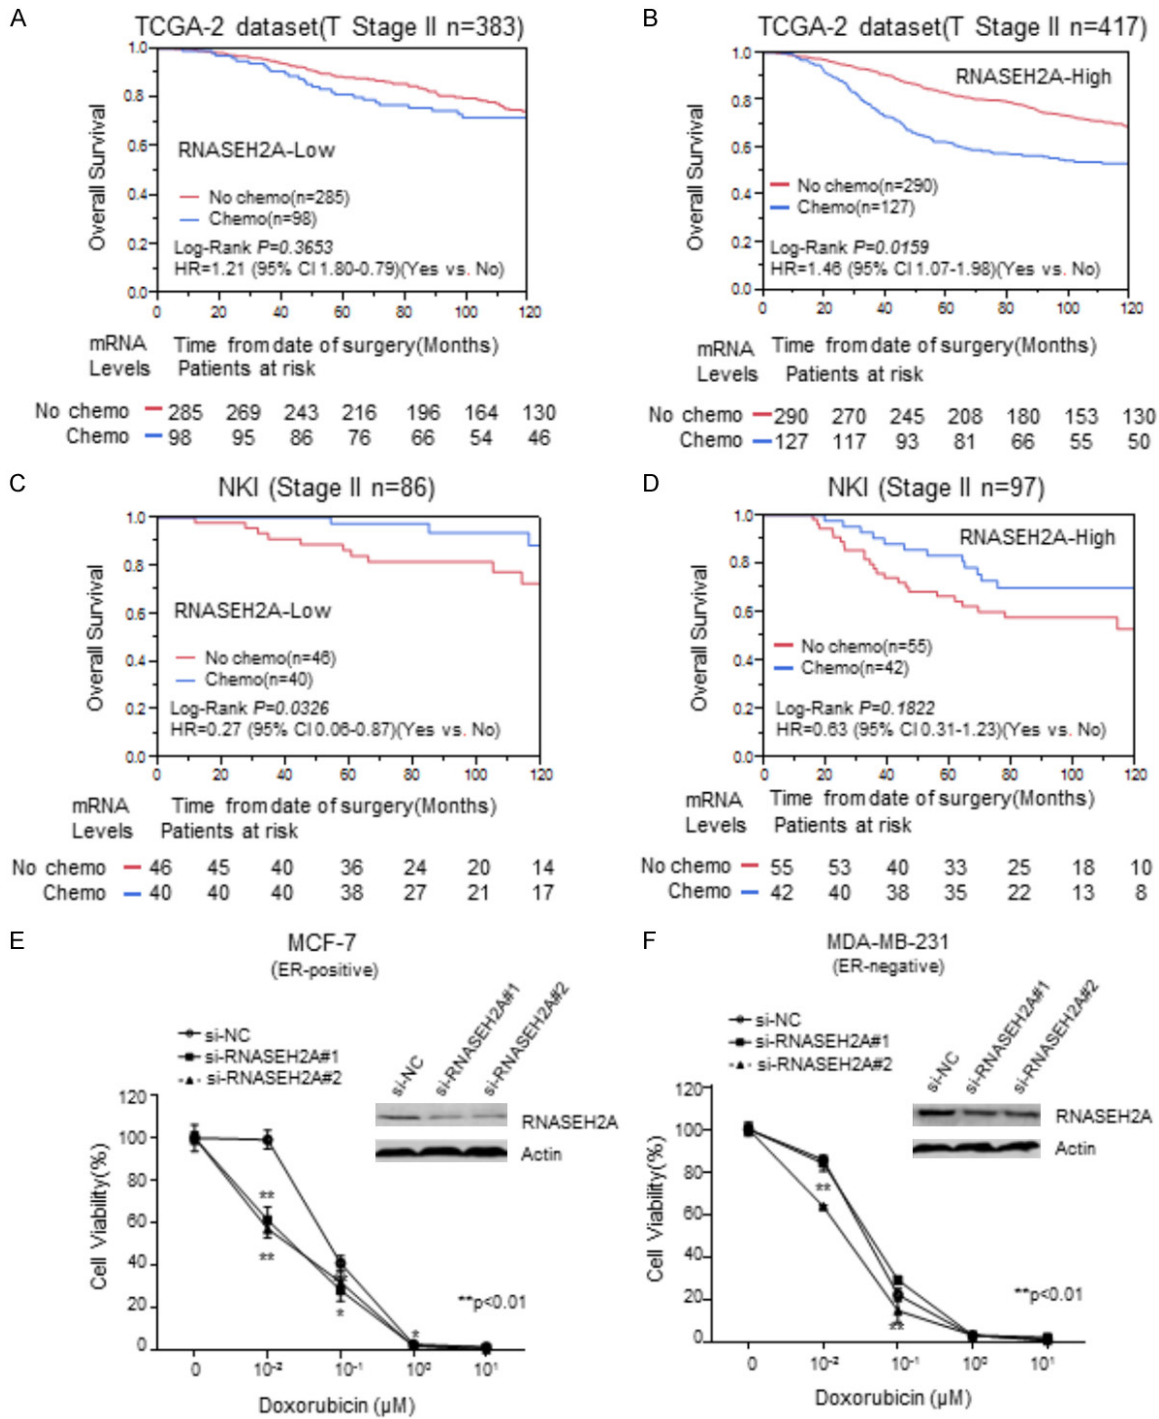 A
TCGA-2 dataset(T Stage II n=383)
Overall Survival
1.0
0.8
0.6
0.4
0.2
0.0
RNASEH2A-Low
No chemo(n=285)
Chemo(n=98)
Log-Rank P=0.3653
HR=1.21 (95% CI 1.80-0.79)(Yes vs. No)
0 20 40 60 80 100 120
mRNA Time from date of surgery(Months)
Levels Patients at risk
No chemo 285 269 243 216 196 164 130
Chemo 98 95 86 76 66 54 46
B
TCGA-2 dataset(T Stage II n=417)
Overall Survival
1.0
0.8
0.6
0.4
0.2
0.0
RNASEH2A-High
No chemo(n=290)
Chemo(n=127)
Log-Rank P=0.0159
HR=1.46 (95% CI 1.07-1.98)(Yes vs. No)
0 20 40 60 80 100 120
mRNA Time from date of surgery(Months)
Levels Patients at risk
No chemo 290 270 245 208 180 153 130
Chemo 127 117 93 81 66 55 50
C
NKI (Stage II n=86)
Overall Survival
1.0
0.8
0.6
0.4
0.2
0.0
RNASEH2A-Low
No chemo(n=46)
Chemo(n=40)
Log-Rank P=0.0326
HR=0.27 (95% CI 0.06-0.87)(Yes vs. No)
0 20 40 60 80 100 120
mRNA Time from date of surgery(Months)
Levels Patients at risk
No chemo 46 45 40 36 24 20 14
Chemo 40 40 40 38 27 21 17
D
NKI (Stage II n=97)
Overall Survival
1.0
0.8
0.6
0.4
0.2
0.0
RNASEH2A-High
No chemo(n=55)
Chemo(n=42)
Log-Rank P=0.1822
HR=0.63 (95% CI 0.31-1.23)(Yes vs. No)
0 20 40 60 80 100 120
mRNA Time from date of surgery(Months)
Levels Patients at risk
No chemo 55 53 40 33 25 18 10
Chemo 42 40 38 35 22 13 8
E
MCF-7
(ER-positive)
si-NC
si-RNASEH2A#1
si-RNASEH2A#2
si-NC
si-RNASEH2A#1
si-RNASEH2A#2
RNASEH2A
Actin
Cell Viability(%)
120
100
80
60
40
20
0
**
**
*
*
**p<0.01
0 10⁻² 10⁻¹ 10⁰ 10¹
Doxorubicin (μM)
F
MDA-MB-231
(ER-negative)
si-NC
si-RNASEH2A#1
si-RNASEH2A#2
si-NC
si-RNASEH2A#1
si-RNASEH2A#2
RNASEH2A
Actin
Cell Viability(%)
120
100
80
60
40
20
0
**
**
**p<0.01
0 10⁻² 10⁻¹ 10⁰ 10¹
Doxorubicin (μM)